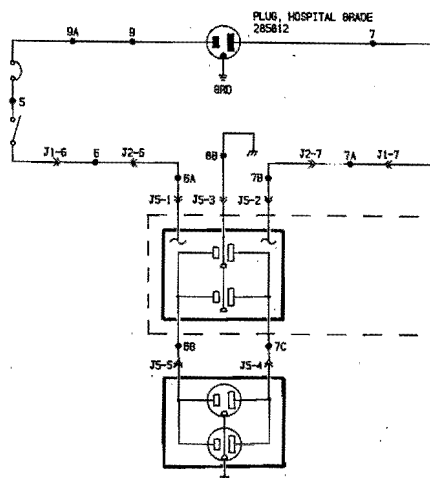 PLUG, HOSPITAL GRADE
285812
9A 9 7
GRD
5
J1-6 6 J2-6 6B J2-7 7A J1-7
6A 7B
J5-1 J5-3 J5-2
6B 7C
J5-5 J5-4